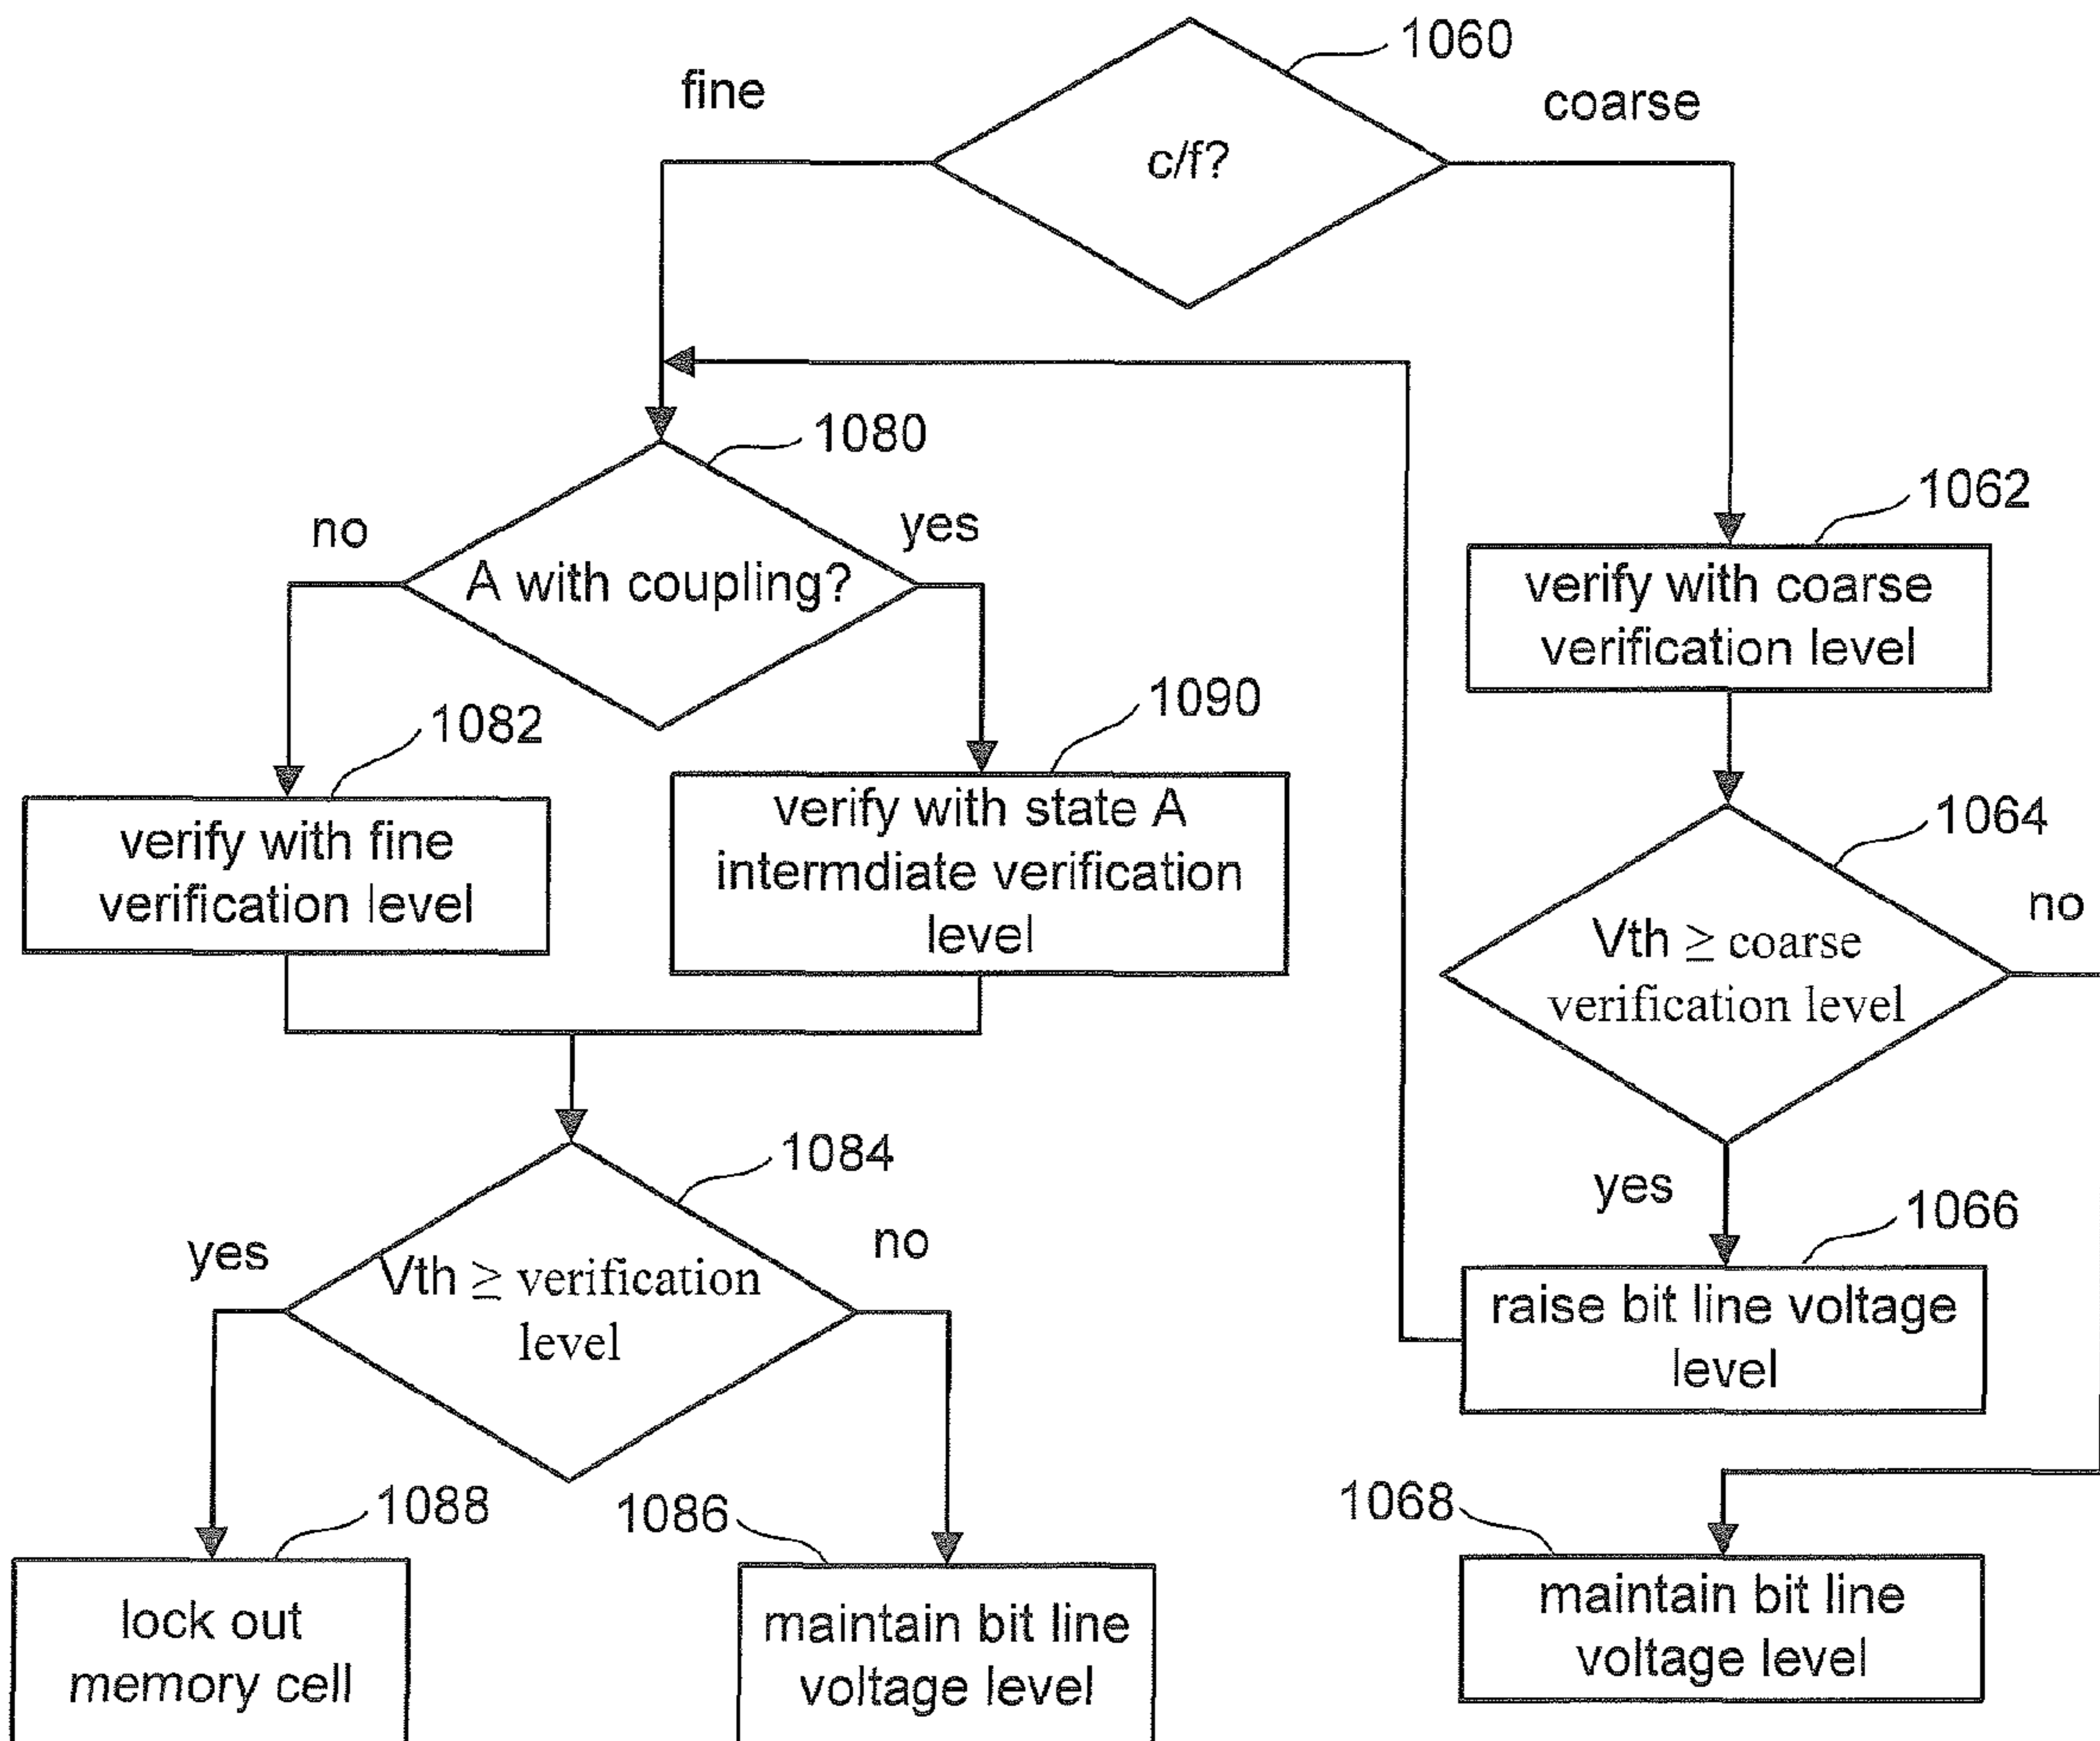 1060
fine
coarse
c/f?
1080
no
yes
A with coupling?
1062
verify with coarse
verification level
1082
verify with fine
verification level
1090
verify with state A
intermdiate verification
level
1064
no
Vth ≥ coarse
verification level
yes
1084
yes
no
Vth ≥ verification
level
1066
raise bit line voltage
level
1088
lock out
memory cell
1086
maintain bit line
voltage level
1068
maintain bit line
voltage level